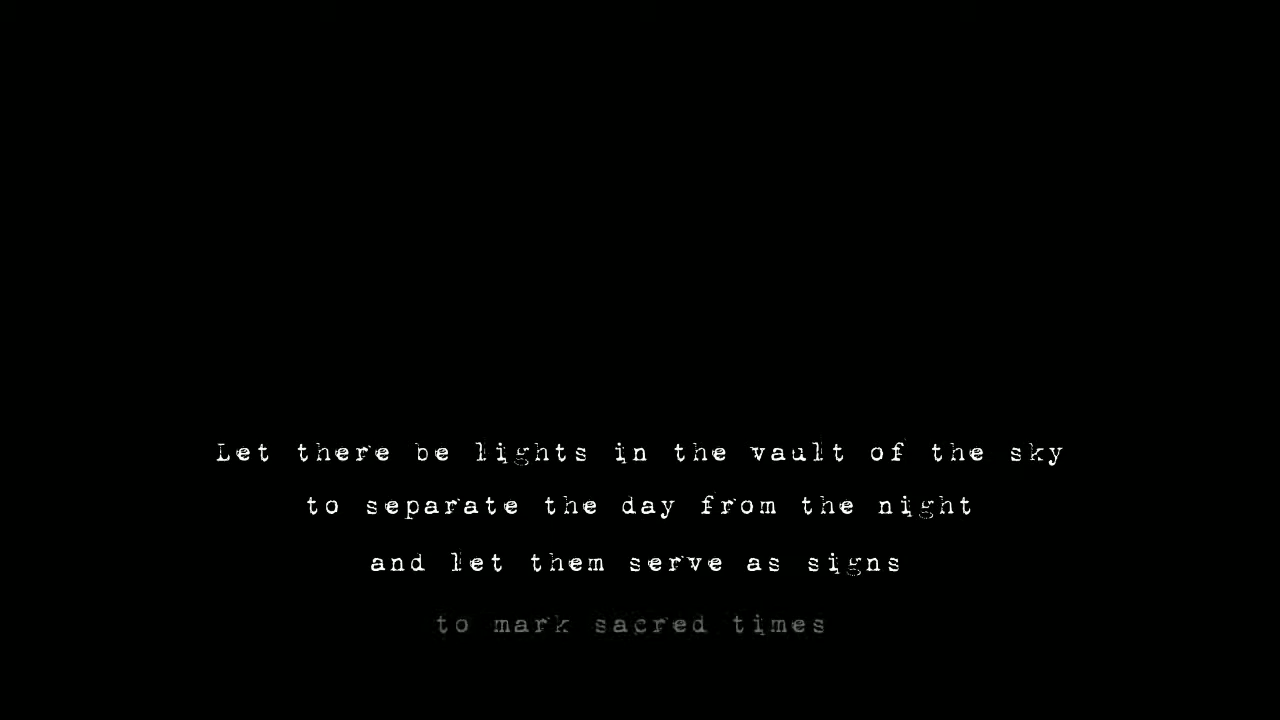 Let there be lights in the vault of the sky
to separate the day from the night
and let them serve as signs
to mark sacred times